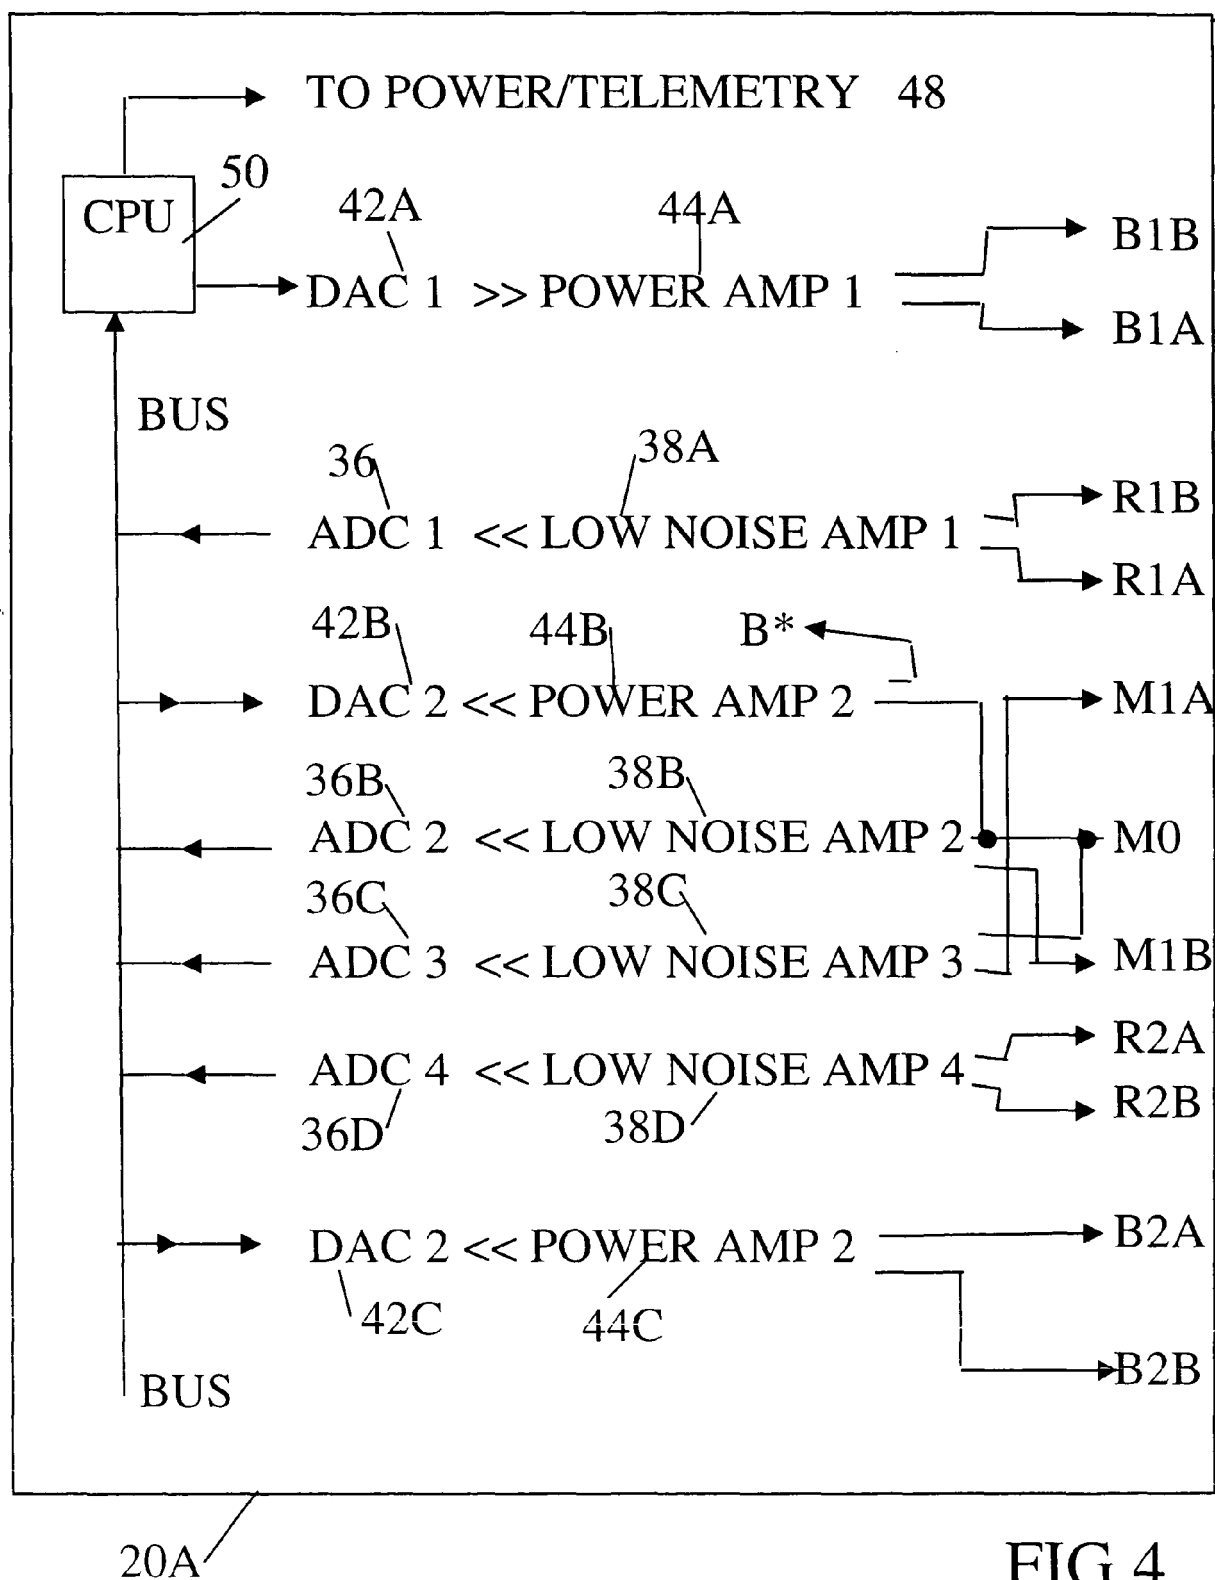 TO POWER/TELEMETRY 48
50
CPU
42A 44A
B1B
DAC 1 >> POWER AMP 1
B1A
BUS
36 38A
R1B
ADC 1 << LOW NOISE AMP 1
R1A
42B 44B B*
DAC 2 << POWER AMP 2 M1A
36B 38B
ADC 2 << LOW NOISE AMP 2 M0
36C 38C
ADC 3 << LOW NOISE AMP 3 M1B
R2A
ADC 4 << LOW NOISE AMP 4
R2B
36D 38D
B2A
DAC 2 << POWER AMP 2
42C 44C
B2B
BUS
20A
FIG 4